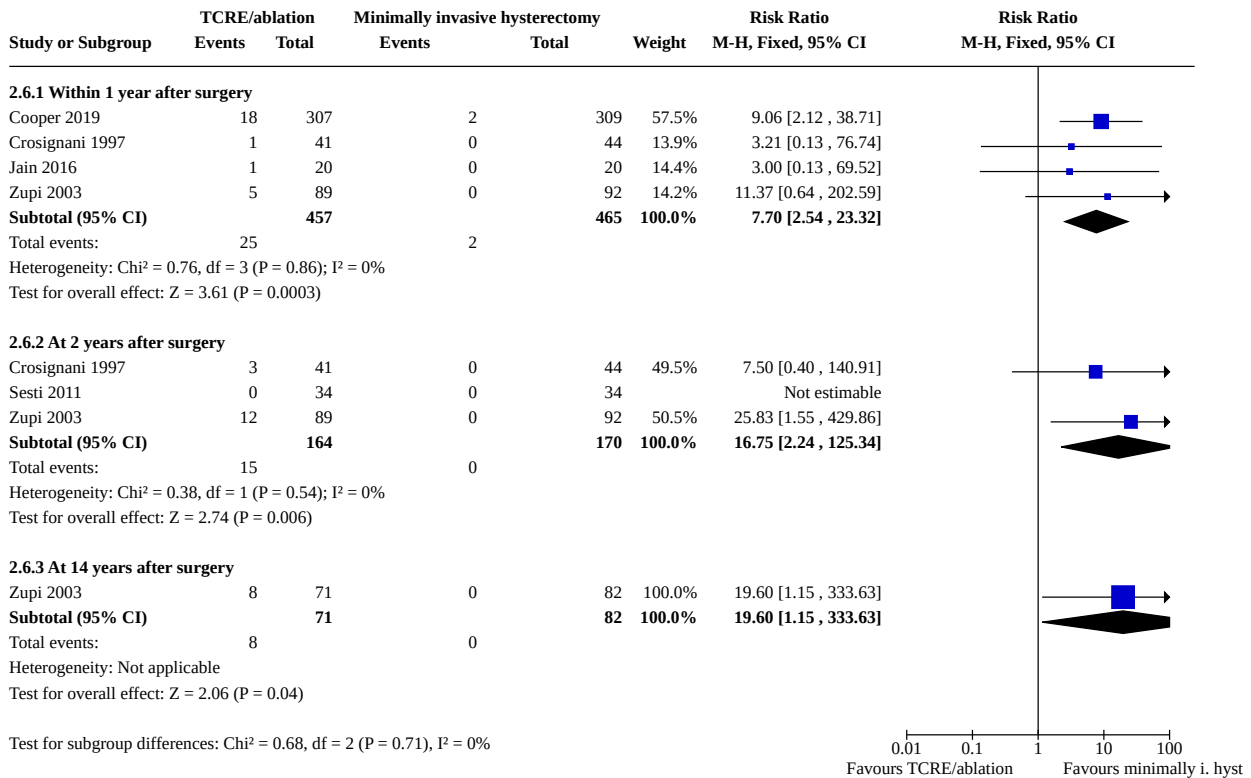 TCRE/ablation Minimally invasive hysterectomy Risk Ratio Risk Ratio
Study or Subgroup Events Total Events Total Weight M-H, Fixed, 95% CI M-H, Fixed, 95% CI
2.6.1 Within 1 year after surgery
Cooper 2019 18 307 2 309 57.5% 9.06 [2.12 , 38.71]
Crosignani 1997 1 41 0 44 13.9% 3.21 [0.13 , 76.74]
Jain 2016 1 20 0 20 14.4% 3.00 [0.13 , 69.52]
Zupi 2003 5 89 0 92 14.2% 11.37 [0.64 , 202.59]
Subtotal (95% CI) 457 465 100.0% 7.70 [2.54 , 23.32]
Total events: 25 2
Heterogeneity: Chi² = 0.76, df = 3 (P = 0.86); I² = 0%
Test for overall effect: Z = 3.61 (P = 0.0003)
2.6.2 At 2 years after surgery
Crosignani 1997 3 41 0 44 49.5% 7.50 [0.40 , 140.91]
Sesti 2011 0 34 0 34 Not estimable
Zupi 2003 12 89 0 92 50.5% 25.83 [1.55 , 429.86]
Subtotal (95% CI) 164 170 100.0% 16.75 [2.24 , 125.34]
Total events: 15 0
Heterogeneity: Chi² = 0.38, df = 1 (P = 0.54); I² = 0%
Test for overall effect: Z = 2.74 (P = 0.006)
2.6.3 At 14 years after surgery
Zupi 2003 8 71 0 82 100.0% 19.60 [1.15 , 333.63]
Subtotal (95% CI) 71 82 100.0% 19.60 [1.15 , 333.63]
Total events: 8 0
Heterogeneity: Not applicable
Test for overall effect: Z = 2.06 (P = 0.04)
Test for subgroup differences: Chi² = 0.68, df = 2 (P = 0.71), I² = 0%
0.01 0.1 1 10 100
Favours TCRE/ablation Favours minimally i. hyst